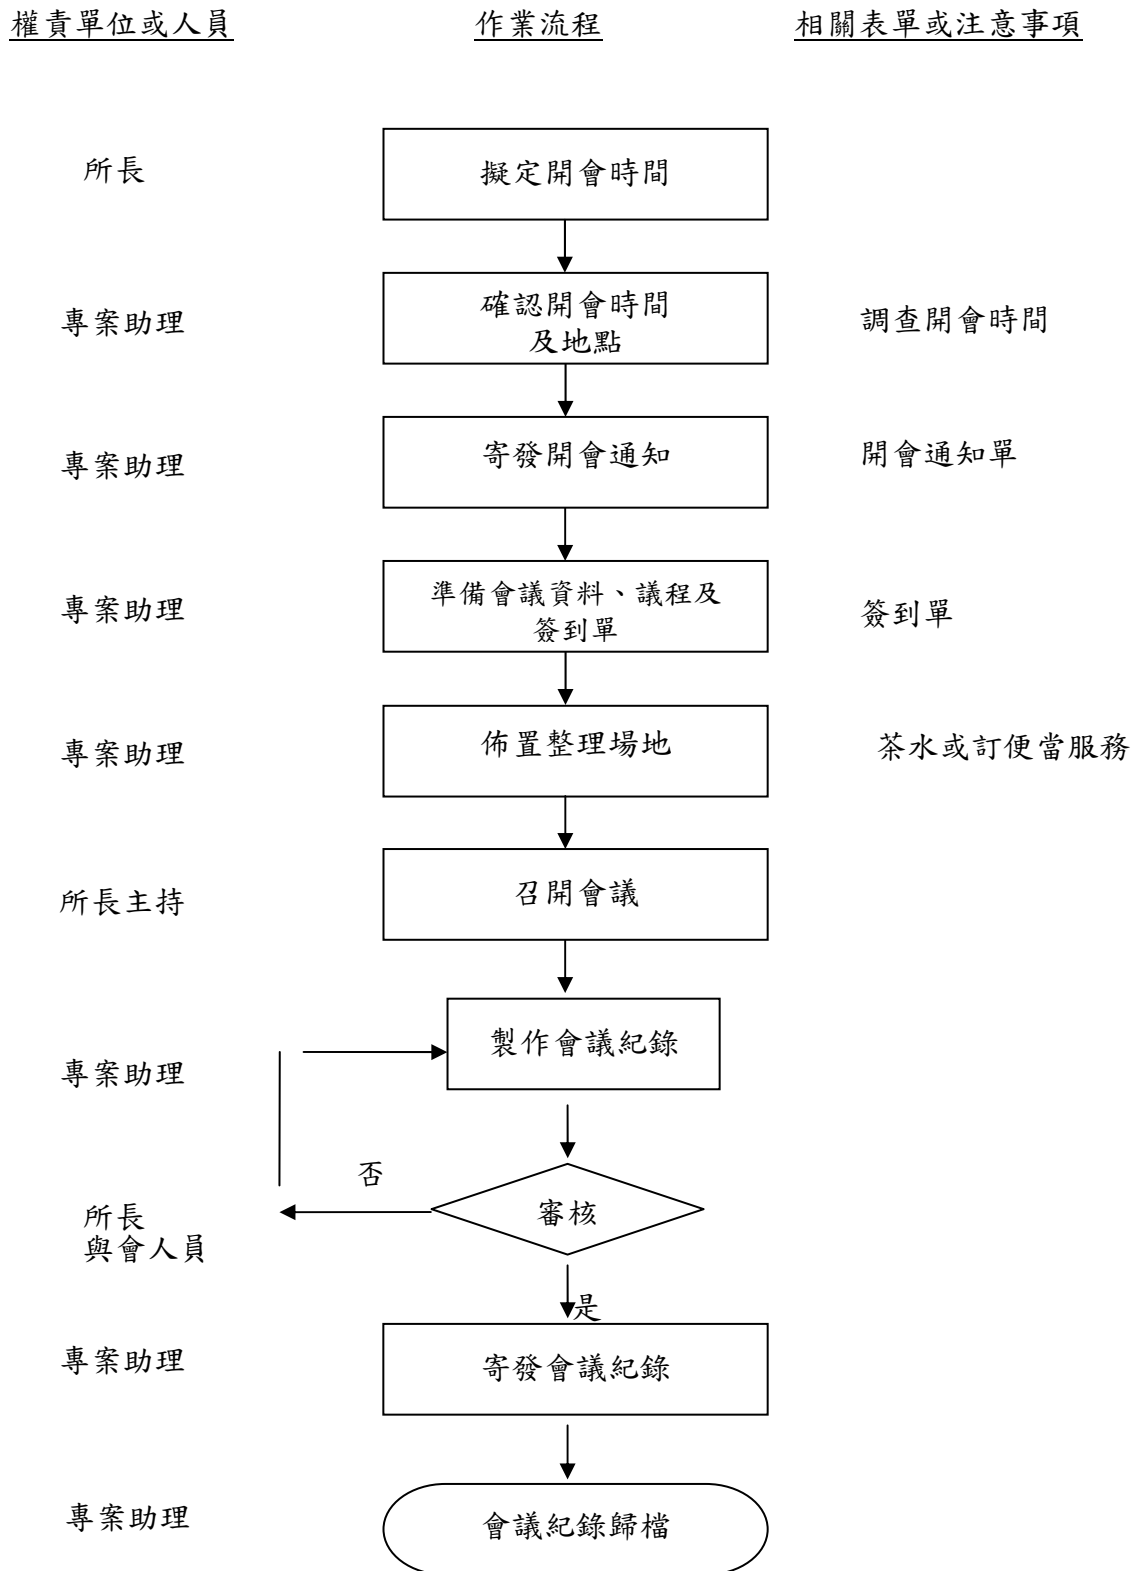 權責單位或人員
作業流程
相關表單或注意事項
所長
擬定開會時間
專案助理
確認開會時間
及地點
調查開會時間
專案助理
寄發開會通知
開會通知單
專案助理
準備會議資料、議程及
簽到單
簽到單
專案助理
佈置整理場地
茶水或訂便當服務
所長主持
召開會議
專案助理
製作會議紀錄
否
所長
與會人員
審核
是
專案助理
寄發會議紀錄
專案助理
會議紀錄歸檔